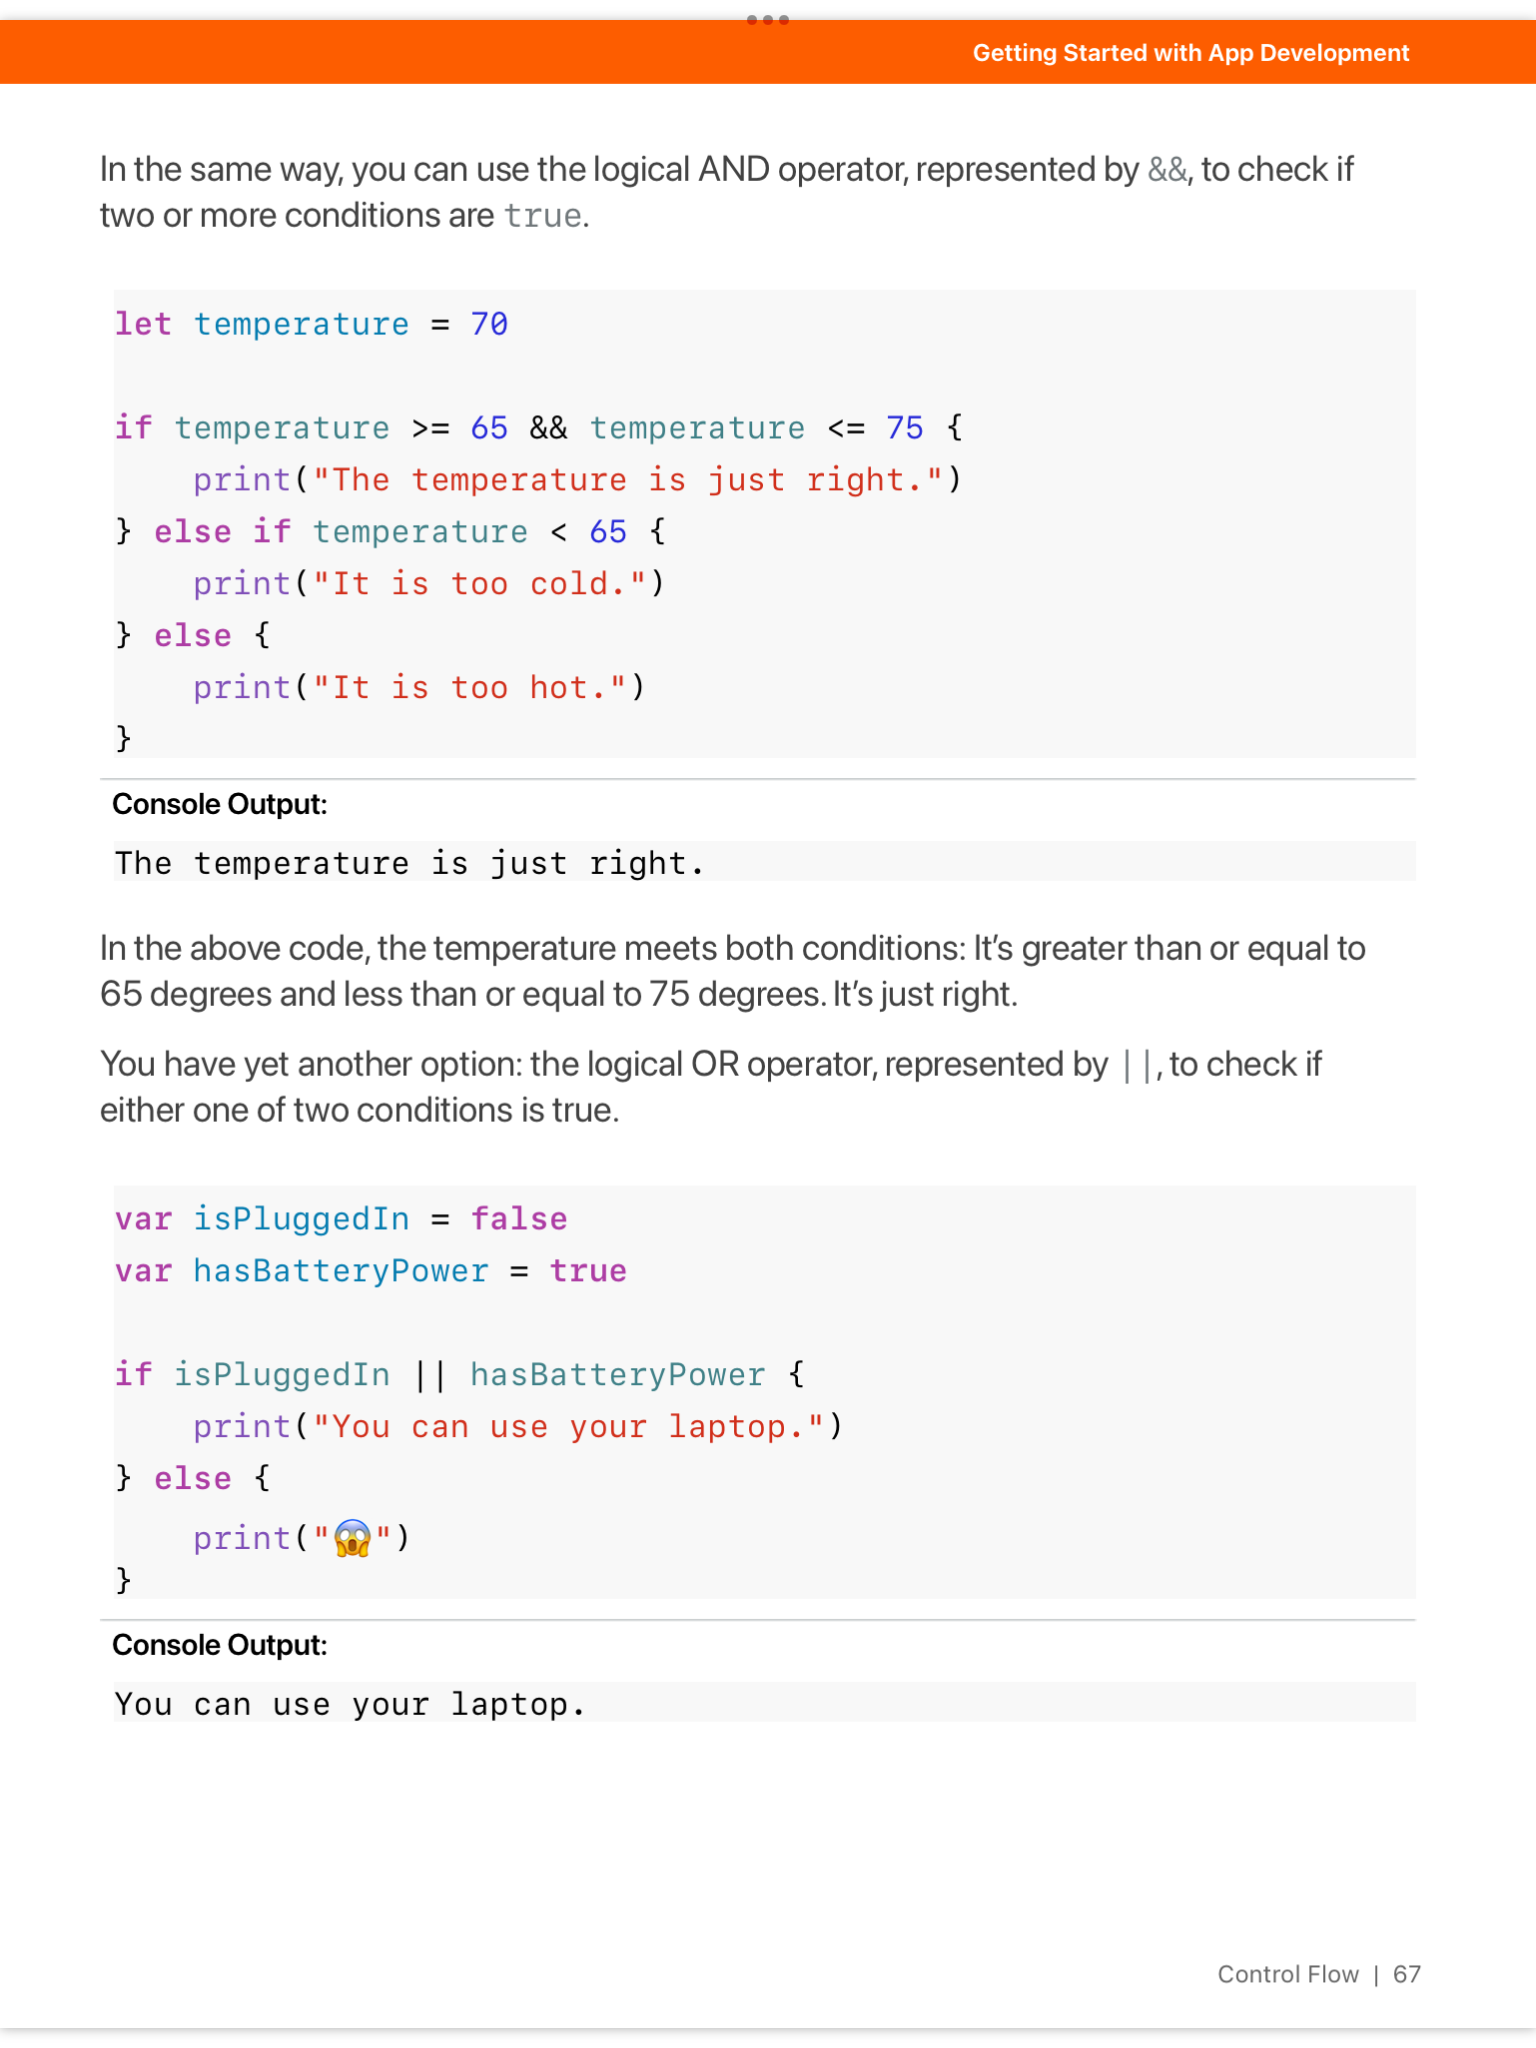 Getting Started with App Development
In the same way, you can use the logical AND operator, represented by &&, to check if
two or more conditions are true.
let temperature = 70
if temperature >= 65 && temperature <= 75 {
    print("The temperature is just right.")
} else if temperature < 65 {
    print("It is too cold.")
} else {
    print("It is too hot.")
}
Console Output:
The temperature is just right.
In the above code, the temperature meets both conditions: It’s greater than or equal to
65 degrees and less than or equal to 75 degrees. It’s just right.
You have yet another option: the logical OR operator, represented by ||, to check if
either one of two conditions is true.
var isPluggedIn = false
var hasBatteryPower = true
if isPluggedIn || hasBatteryPower {
    print("You can use your laptop.")
} else {
    print("😱")
}
Console Output:
You can use your laptop.
Control Flow | 67